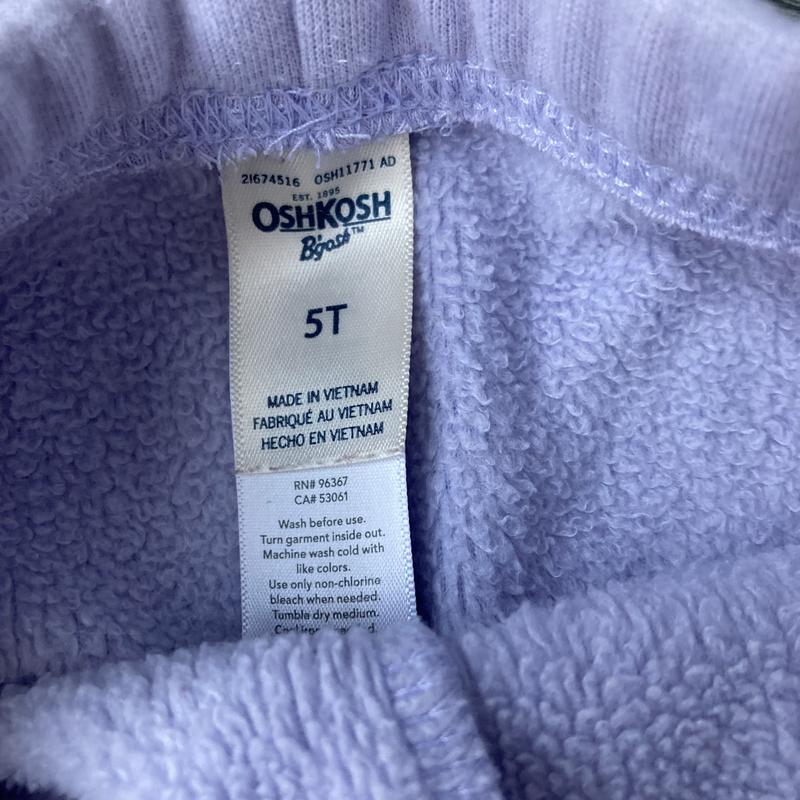 21674516 OSH11771 AD
EST. 1895
OSHKOSH
B'gosh™
5T
MADE IN VIETNAM
FABRIQUÉ AU VIETNAM
HECHO EN VIETNAM
RN# 96367
CA# 53061
Wash before use.
Turn garment inside out.
Machine wash cold with
like colors.
Use only non-chlorine
bleach when needed.
Tumble dry medium.